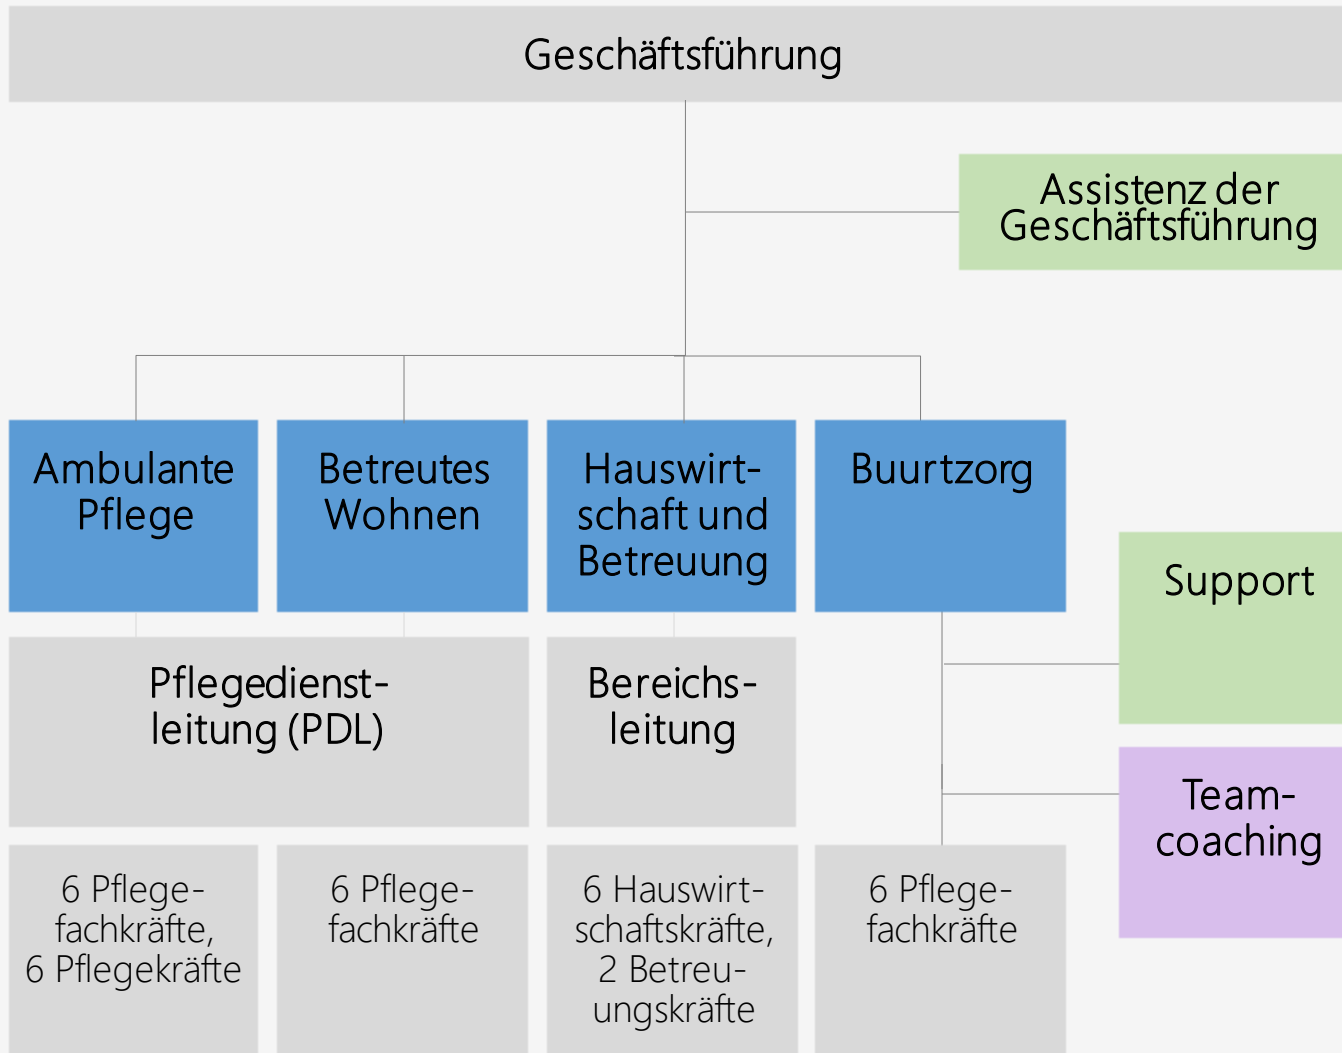 Geschäftsführung
Assistenz der
Geschäftsführung
Ambulante
Pflege
Betreutes
Wohnen
Hauswirt-
schaft und
Betreuung
Buurtzorg
Support
Pflegedienst-
leitung (PDL)
Bereichs-
leitung
Team-
coaching
6 Pflege-
fachkräfte,
6 Pflegekräfte
6 Pflege-
fachkräfte
6 Hauswirt-
schaftskräfte,
2 Betreu-
ungskräfte
6 Pflege-
fachkräfte